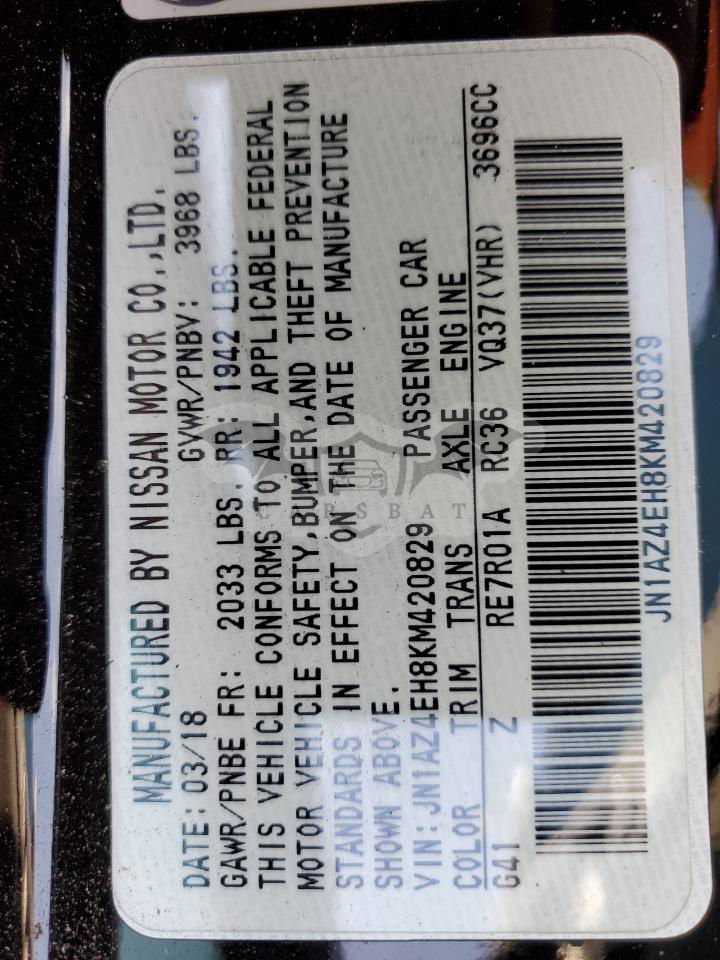 MANUFACTURED BY NISSAN MOTOR CO.,LTD.
DATE: 03/18 GVWR/PNBV: 3968 LBS.
GAWR/PNBE FR: 2033 LBS. RR: 1942 LBS.
THIS VEHICLE CONFORMS TO ALL APPLICABLE FEDERAL
MOTOR VEHICLE SAFETY,BUMPER,AND THEFT PREVENTION
STANDARDS IN EFFECT ON THE DATE OF MANUFACTURE
SHOWN ABOVE.
VIN: JN1AZ4EH8KM420829 PASSENGER CAR
COLOR TRIM TRANS AXLE ENGINE
G41 Z RE7R01A RC36 VQ37(VHR) 3696CC
JN1AZ4EH8KM420829
CARSBAT